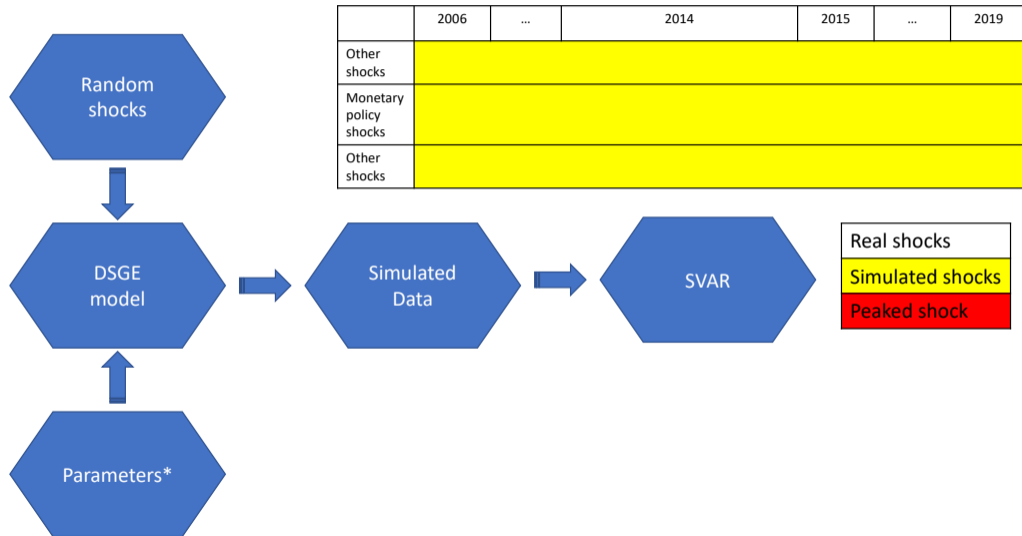 2006 … 2014 2015 … 2019
Other
shocks
Monetary
policy
shocks
Other
shocks
Random
shocks
DSGE
model
Simulated
Data
SVAR
Real shocks
Simulated shocks
Peaked shock
Parameters*